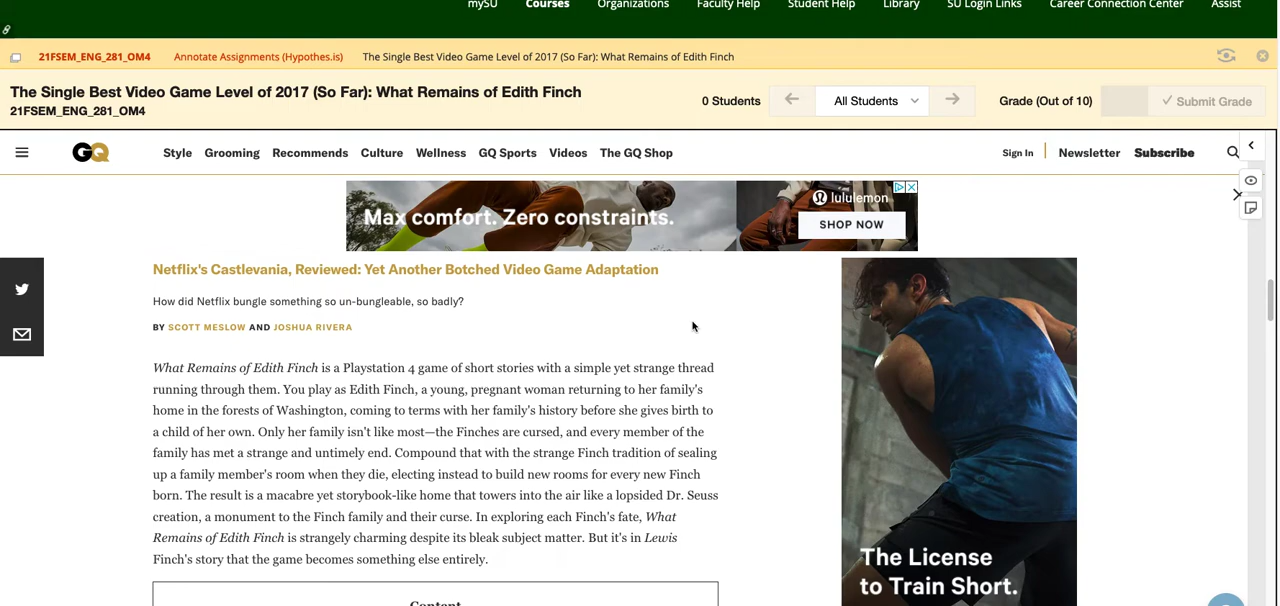 mySU Courses Organizations Faculty Help Student Help Library SU Login Links Career Connection Center Assist
21FSEM_ENG_281_OM4 Annotate Assignments (Hypothes.is) The Single Best Video Game Level of 2017 (So Far): What Remains of Edith Finch
The Single Best Video Game Level of 2017 (So Far): What Remains of Edith Finch
21FSEM_ENG_281_OM4
0 Students All Students Grade (Out of 10) ✓ Submit Grade
GQ Style Grooming Recommends Culture Wellness GQ Sports Videos The GQ Shop Sign In Newsletter Subscribe
Max comfort. Zero constraints.
lululemon
SHOP NOW
Netflix's Castlevania, Reviewed: Yet Another Botched Video Game Adaptation
How did Netflix bungle something so un-bungleable, so badly?
BY SCOTT MESLOW AND JOSHUA RIVERA
What Remains of Edith Finch is a Playstation 4 game of short stories with a simple yet strange thread
running through them. You play as Edith Finch, a young, pregnant woman returning to her family's
home in the forests of Washington, coming to terms with her family's history before she gives birth to
a child of her own. Only her family isn't like most—the Finches are cursed, and every member of the
family has met a strange and untimely end. Compound that with the strange Finch tradition of sealing
up a family member's room when they die, electing instead to build new rooms for every new Finch
born. The result is a macabre yet storybook-like home that towers into the air like a lopsided Dr. Seuss
creation, a monument to the Finch family and their curse. In exploring each Finch's fate, What
Remains of Edith Finch is strangely charming despite its bleak subject matter. But it's in Lewis
Finch's story that the game becomes something else entirely.
Content
The License
to Train Short.